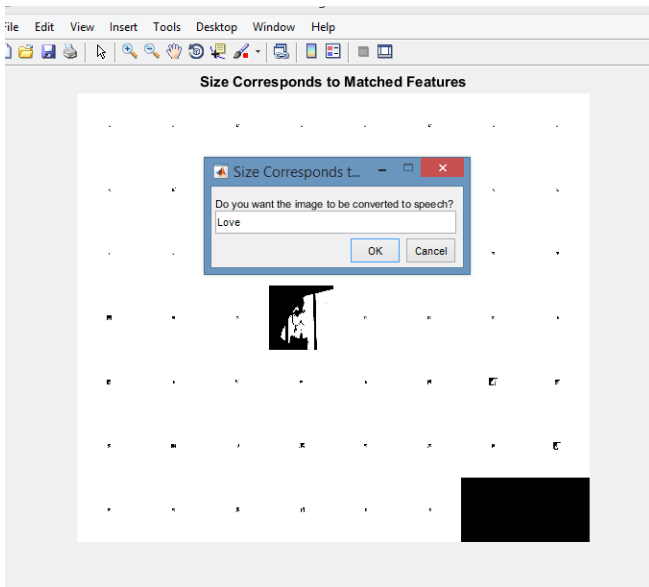 File Edit View Insert Tools Desktop Window Help
Size Corresponds to Matched Features
Size Corresponds t...
Do you want the image to be converted to speech?
Love
OK Cancel